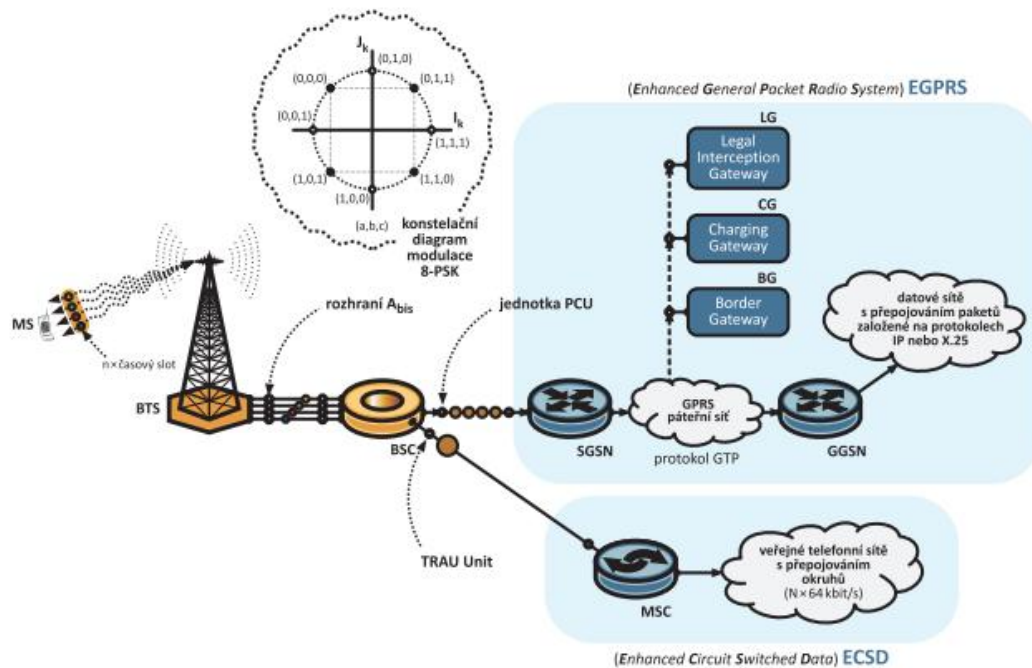 J_k
(0,1,0)
(0,0,0)
(0,1,1)
(0,0,1)
I_k
(1,1,1)
(1,0,1)
(1,1,0)
(1,0,0)
(a,b,c)
konstelační
diagram
modulace
8-PSK
(Enhanced General Packet Radio System) EGPRS
LG
Legal
Interception
Gateway
CG
Charging
Gateway
BG
Border
Gateway
datové sítě
s přepojováním paketů
založené na protokolech
IP nebo X.25
MS
n×časový slot
BTS
rozhraní A_bis
jednotka PCU
BSC
TRAU Unit
SGSN
GPRS
páteřní síť
protokol GTP
GGSN
MSC
veřejné telefonní sítě
s přepojováním
okruhů
(N×64 kbit/s)
(Enhanced Circuit Switched Data) ECSD